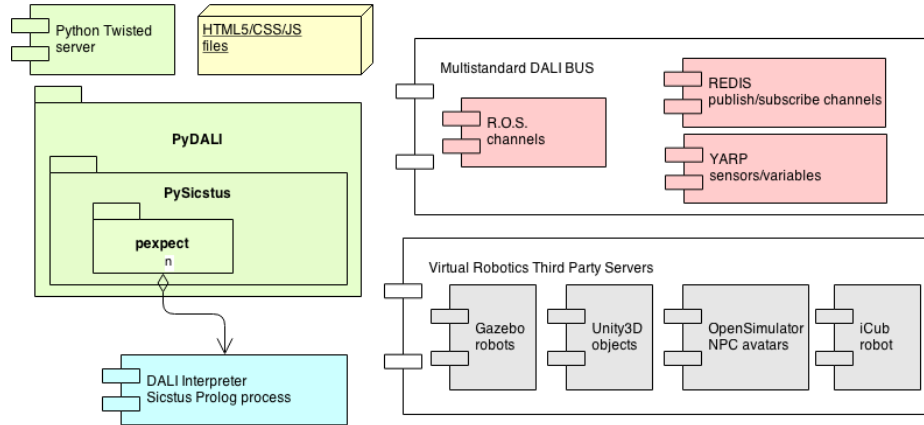 Python Twisted
server
HTML5/CSS/JS
files
PyDALI
PySicstus
pexpect
n
DALI Interpreter
Sicstus Prolog process
Multistandard DALI BUS
R.O.S.
channels
REDIS
publish/subscribe channels
YARP
sensors/variables
Virtual Robotics Third Party Servers
Gazebo
robots
Unity3D
objects
OpenSimulator
NPC avatars
iCub
robot